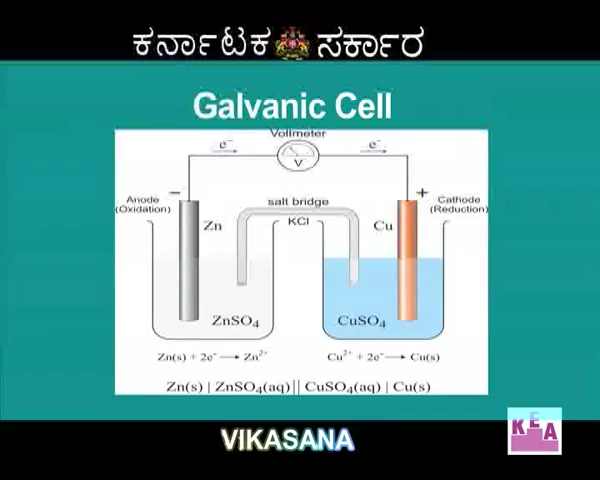 ಕರ್ನಾಟಕ ಸರ್ಕಾರ
Galvanic Cell
Voltmeter
e⁻ e⁻
V
− +
Anode
(Oxidation)
Cathode
(Reduction)
salt bridge
Zn KCl Cu
ZnSO₄ CuSO₄
Zn(s) + 2e⁻ → Zn²⁺ Cu²⁺ + 2e⁻ → Cu(s)
Zn(s) | ZnSO₄(aq) || CuSO₄(aq) | Cu(s)
VIKASANA
KEA